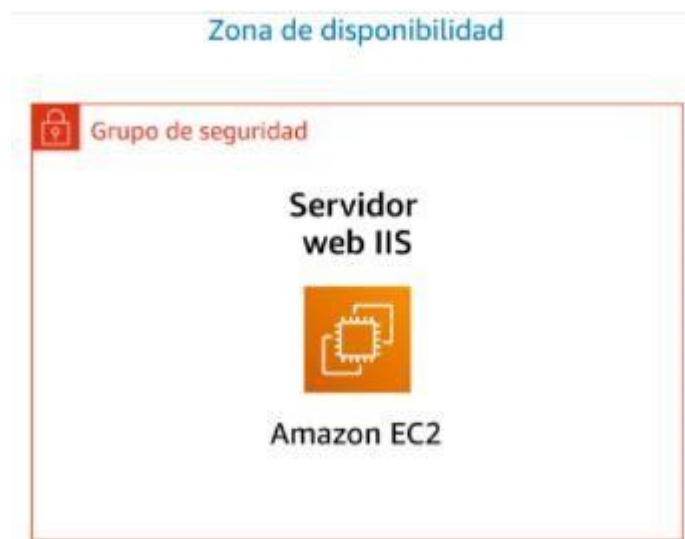 Zona de disponibilidad
Grupo de seguridad
Servidor
web IIS
Amazon EC2